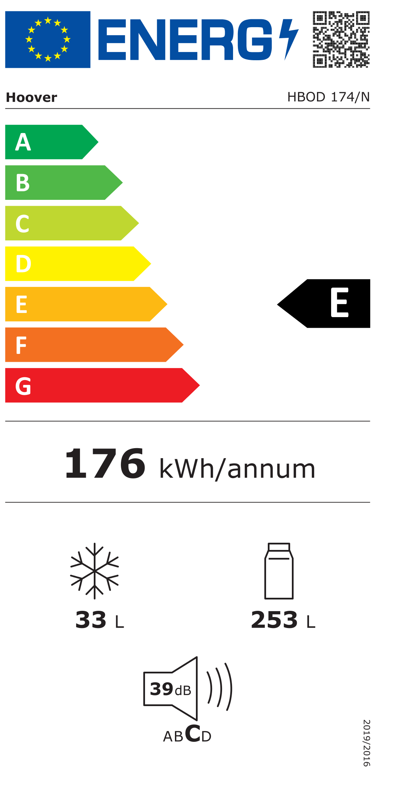 ENERG
Hoover
HBOD 174/N
A
B
C
D
E
E
F
G
176 kWh/annum
33 L
253 L
39dB
ABCD
2019/2016